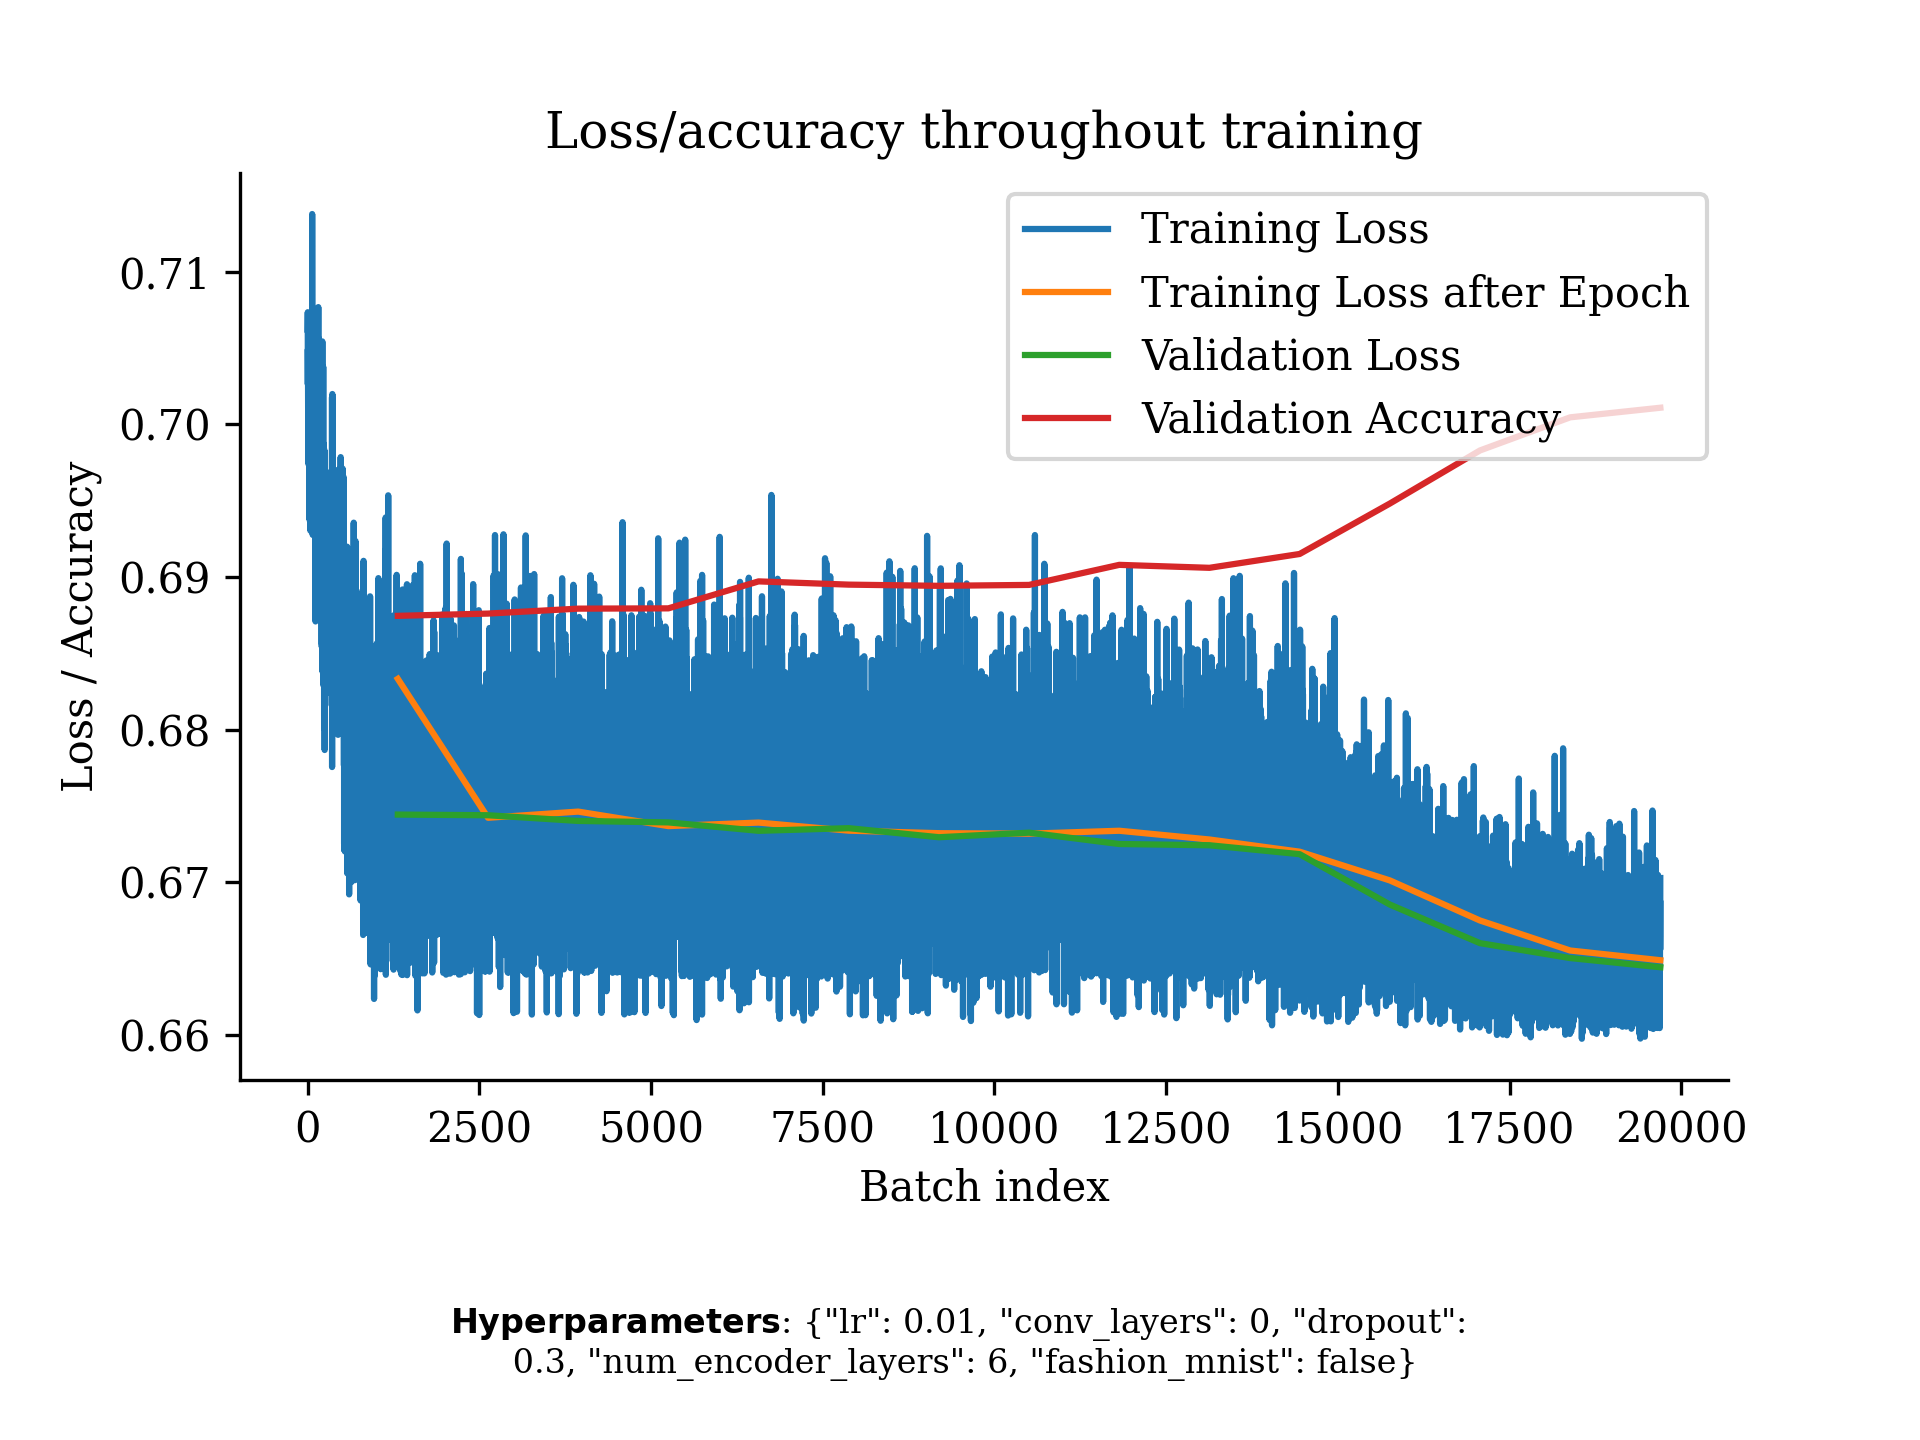 Loss/accuracy throughout training
Training Loss
Training Loss after Epoch
Validation Loss
Validation Accuracy
Loss / Accuracy
0.71
0.70
0.69
0.68
0.67
0.66
0 2500 5000 7500 10000 12500 15000 17500 20000
Batch index
Hyperparameters: {"lr": 0.01, "conv_layers": 0, "dropout":
0.3, "num_encoder_layers": 6, "fashion_mnist": false}